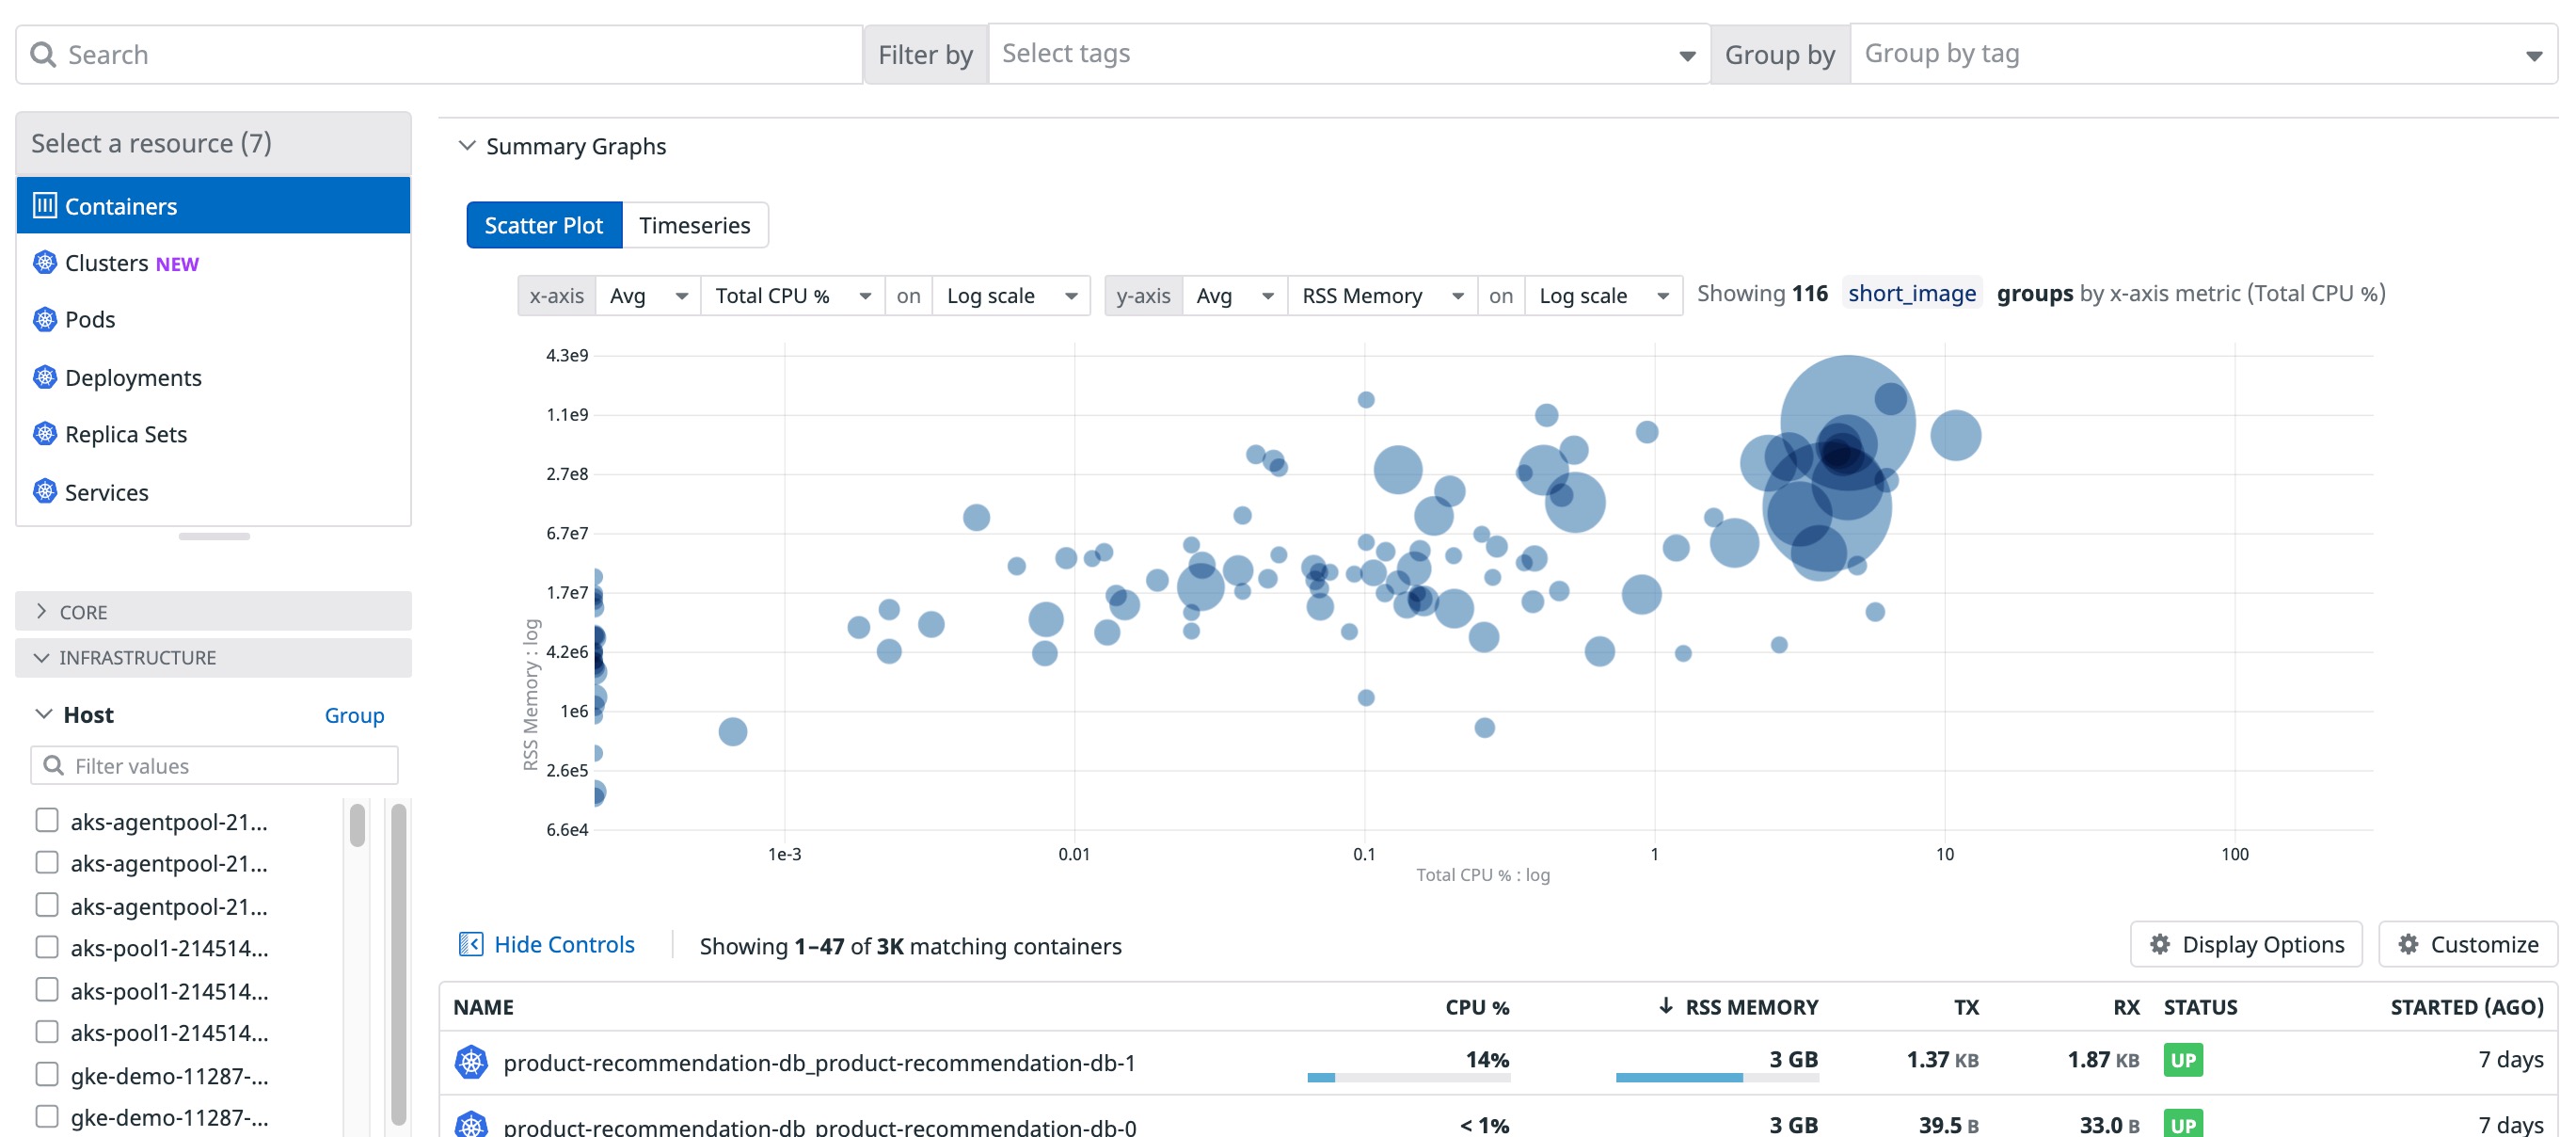 Search
Filter by Select tags
Group by Group by tag
Select a resource (7)
Containers
Clusters NEW
Pods
Deployments
Replica Sets
Services
CORE
INFRASTRUCTURE
Host Group
Filter values
aks-agentpool-21...
aks-agentpool-21...
aks-agentpool-21...
aks-pool1-214514...
aks-pool1-214514...
aks-pool1-214514...
gke-demo-11287-...
gke-demo-11287-...
Summary Graphs
Scatter Plot Timeseries
x-axis Avg Total CPU % on Log scale y-axis Avg RSS Memory on Log scale Showing 116 short_image groups by x-axis metric (Total CPU %)
RSS Memory : log
4.3e9
1.1e9
2.7e8
6.7e7
1.7e7
4.2e6
1e6
2.6e5
6.6e4
1e-3 0.01 0.1 1 10 100
Total CPU % : log
Hide Controls Showing 1–47 of 3K matching containers Display Options Customize
NAME CPU % RSS MEMORY TX RX STATUS STARTED (AGO)
product-recommendation-db_product-recommendation-db-1 14% 3 GB 1.37 KB 1.87 KB UP 7 days
product-recommendation-db_product-recommendation-db-0 < 1% 3 GB 39.5 B 33.0 B UP 7 days